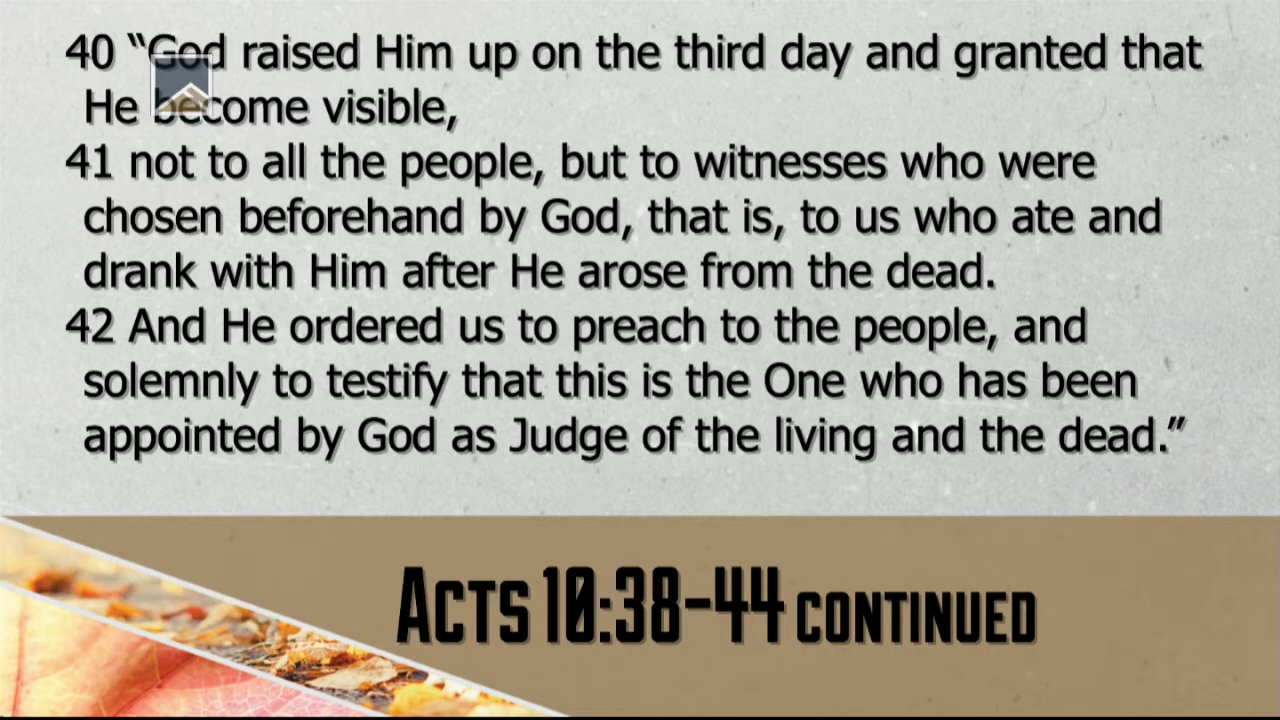 40 “God raised Him up on the third day and granted that
He become visible,
41 not to all the people, but to witnesses who were
chosen beforehand by God, that is, to us who ate and
drank with Him after He arose from the dead.
42 And He ordered us to preach to the people, and
solemnly to testify that this is the One who has been
appointed by God as Judge of the living and the dead.”
Acts 10:38-44 continued